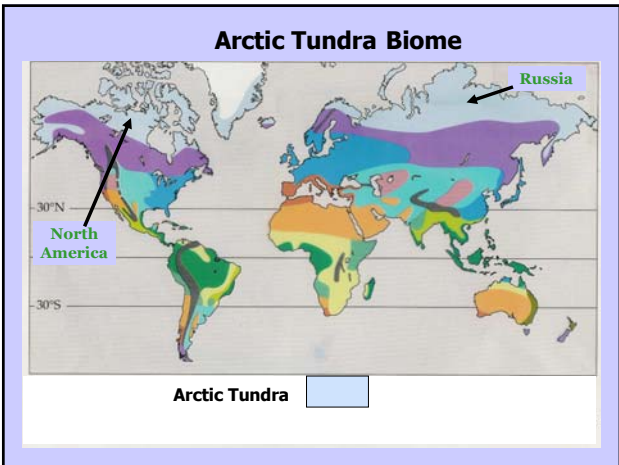 Arctic Tundra Biome
Russia
30°N
North
America
30°S
Arctic Tundra